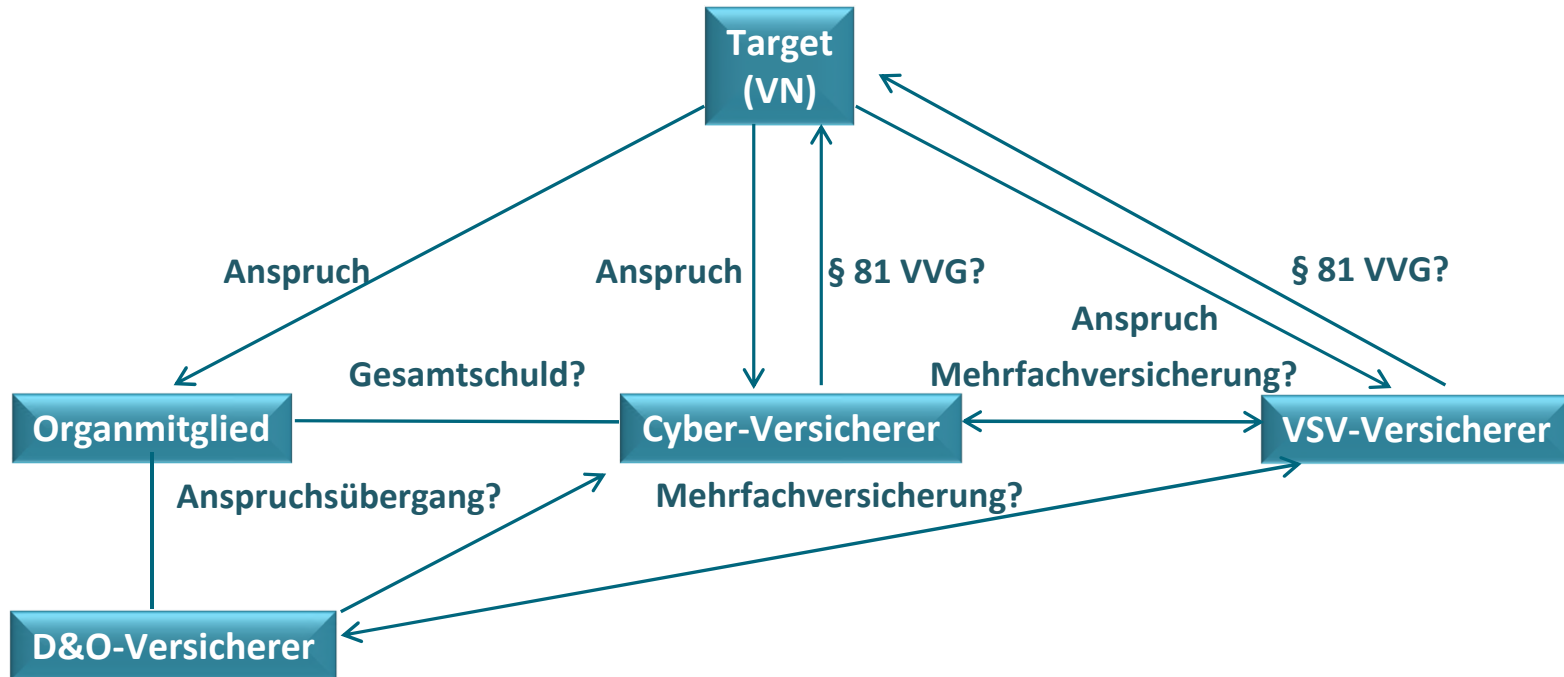 Target
(VN)
Anspruch
Anspruch
§ 81 VVG?
§ 81 VVG?
Anspruch
Gesamtschuld?
Mehrfachversicherung?
Organmitglied
Cyber-Versicherer
VSV-Versicherer
Anspruchsübergang?
Mehrfachversicherung?
D&O-Versicherer